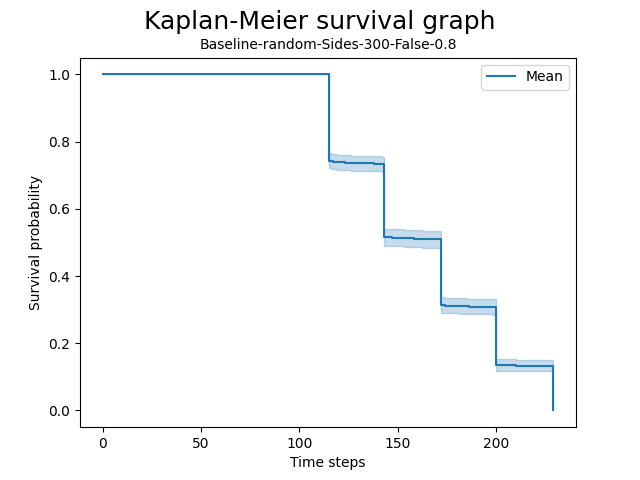 Kaplan-Meier survival graph
Baseline-random-Sides-300-False-0.8
Mean
1.0
0.8
0.6
0.4
0.2
0.0
Survival probability
0 50 100 150 200
Time steps